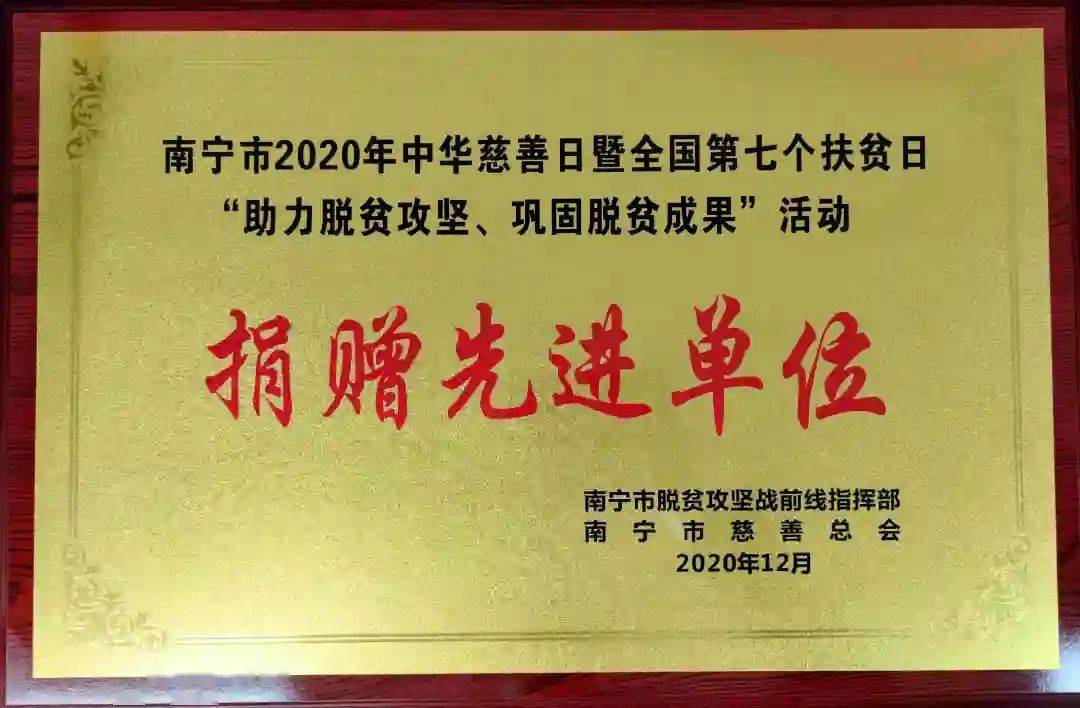 南宁市2020年中华慈善日暨全国第七个扶贫日
“助力脱贫攻坚、巩固脱贫成果”活动
捐赠先进单位
南宁市脱贫攻坚战前线指挥部
南宁市慈善总会
2020年12月